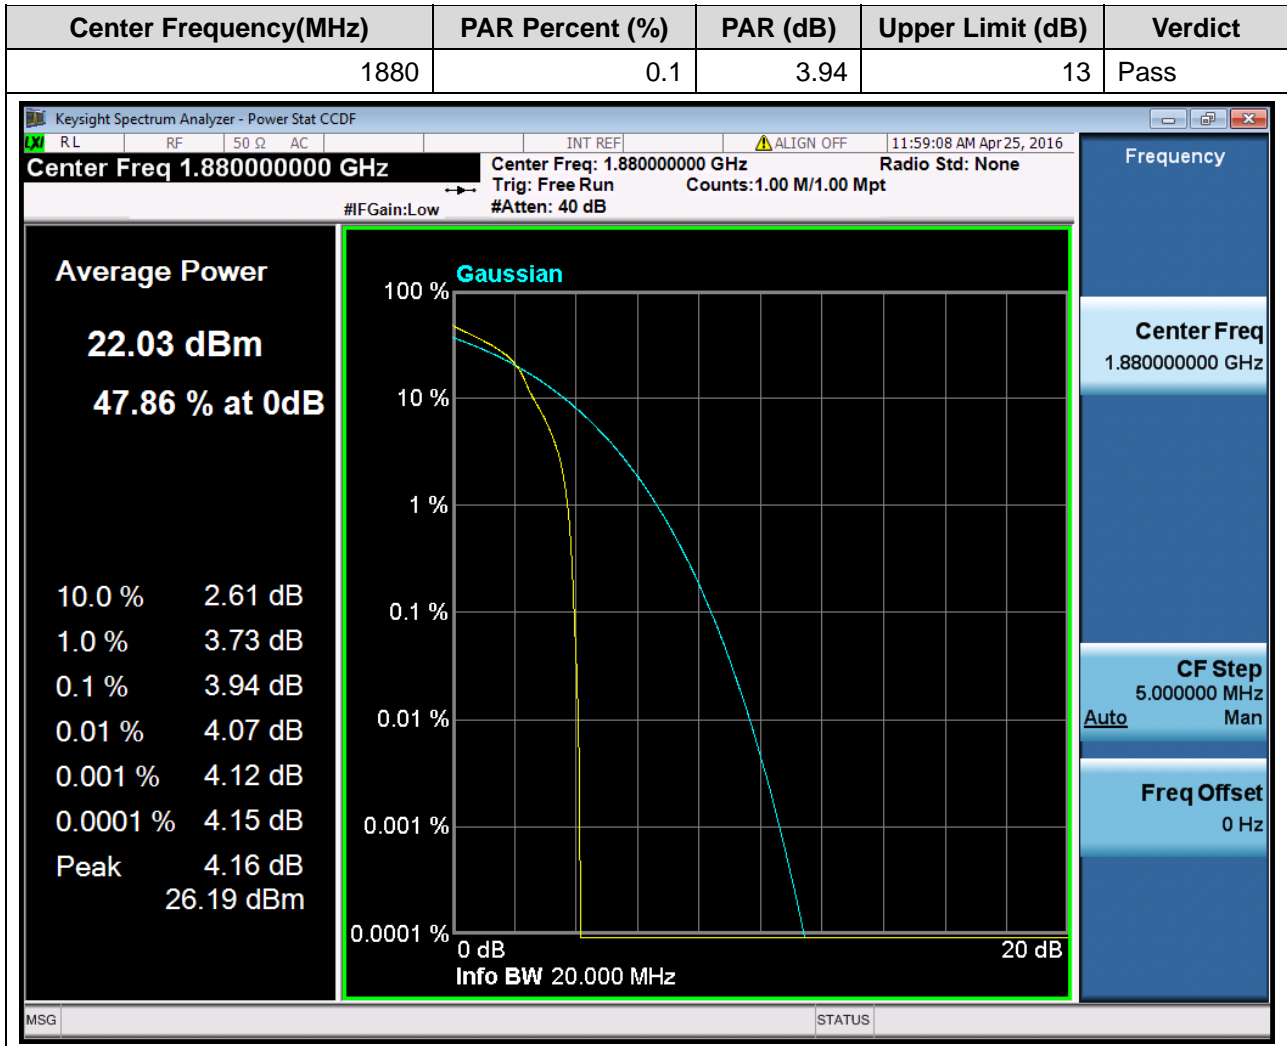 Center Frequency(MHz) PAR Percent (%) PAR (dB) Upper Limit (dB) Verdict
1880 0.1 3.94 13 Pass
Keysight Spectrum Analyzer - Power Stat CCDF
LXI RL RF 50 Ω AC INT REF ALIGN OFF 11:59:08 AM Apr 25, 2016
Center Freq 1.880000000 GHz
Center Freq: 1.880000000 GHz Radio Std: None
Trig: Free Run Counts:1.00 M/1.00 Mpt
#IFGain:Low #Atten: 40 dB
Frequency
Average Power
22.03 dBm
47.86 % at 0dB
10.0 % 2.61 dB
1.0 % 3.73 dB
0.1 % 3.94 dB
0.01 % 4.07 dB
0.001 % 4.12 dB
0.0001 % 4.15 dB
Peak 4.16 dB
26.19 dBm
Gaussian
100 %
10 %
1 %
0.1 %
0.01 %
0.001 %
0.0001 %
0 dB 20 dB
Info BW 20.000 MHz
Center Freq
1.880000000 GHz
CF Step
5.000000 MHz
Auto Man
Freq Offset
0 Hz
MSG STATUS